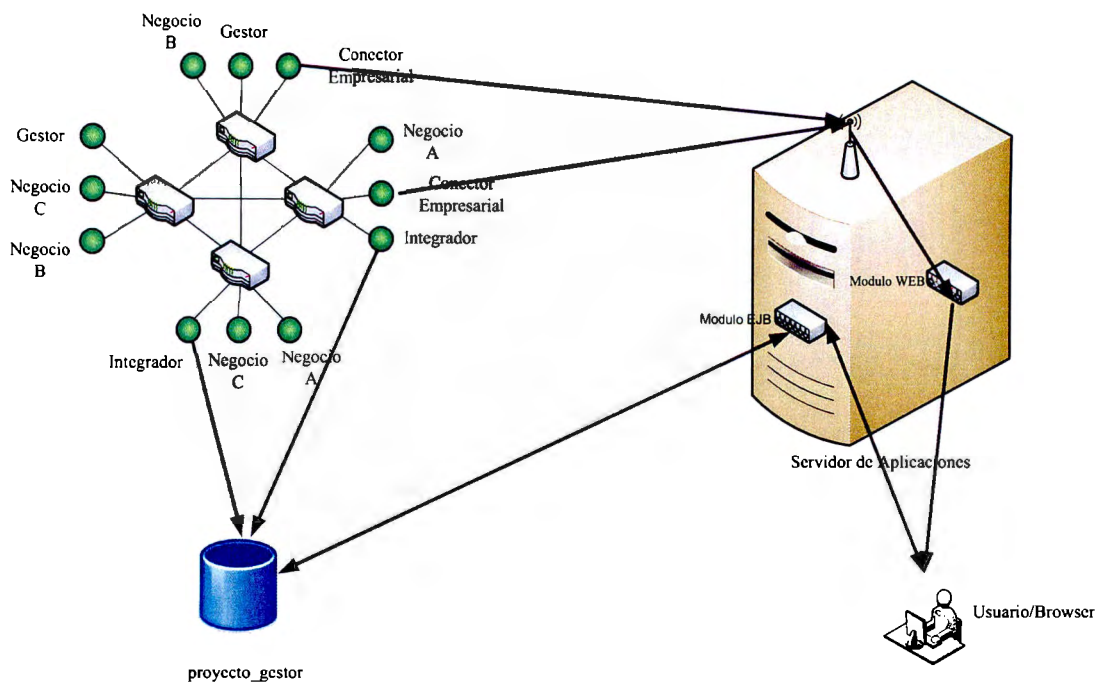 Negocio
B
Gestor
Conector
Empresarial
Gestor
Negocio
A
Negocio
C
Conector
Empresarial
Negocio
B
Integrador
Integrador
Negocio
C
Negocio
A
Modulo WEB
Modulo EJB
Servidor de Aplicaciones
Usuario/Browser
proyecto_gestor